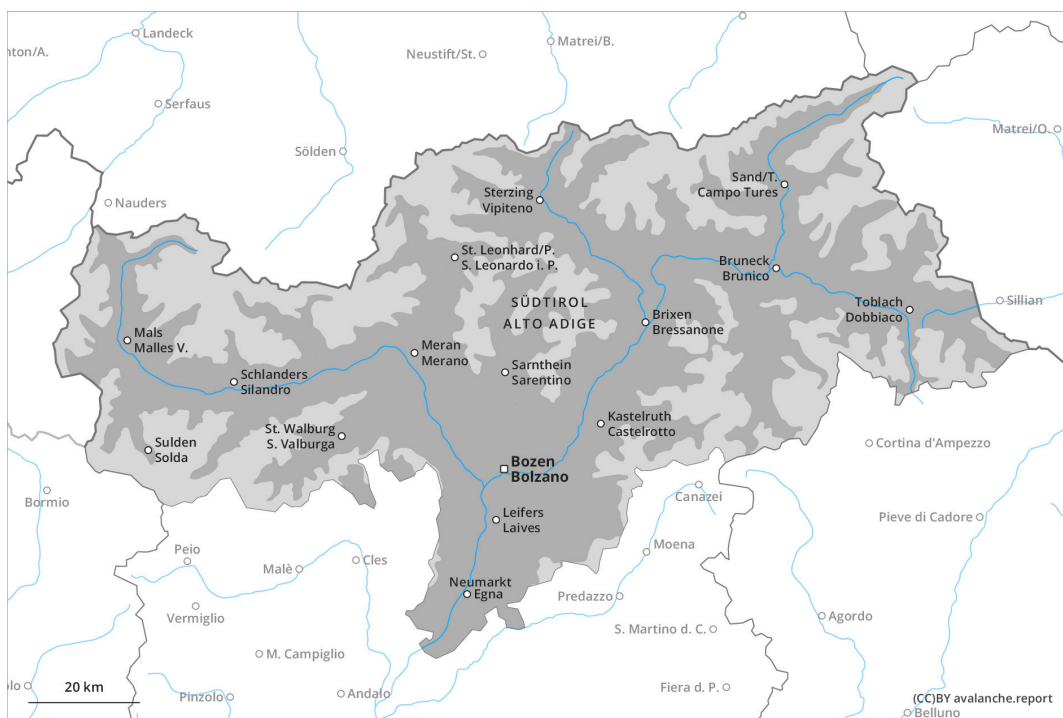 Landeck
nton/A.
Neustift/St.
Matrei/B.
Serfaus
Matrei/O.
Sölden
Sand/T.
Campo Tures
Sterzing
Vipiteno
Nauders
St. Leonhard/P.
S. Leonardo i. P.
Bruneck
Brunico
SÜDTIROL
ALTO ADIGE
Toblach
Dobbiaco
Sillian
Brixen
Bressanone
Mals
Malles V.
Meran
Merano
Sarnthein
Sarentino
Schlanders
Silandro
Kastelruth
Castelrotto
St. Walburg
S. Valburga
Sulden
Solda
Cortina d'Ampezzo
Bozen
Bolzano
Bormio
Canazei
Leifers
Laives
Pieve di Cadore
Peio
Moena
Malè
Cles
Neumarkt
Egna
Predazzo
Vermiglio
Agordo
S. Martino d. C.
M. Campiglio
20 km
olo
Pinzolo
Andalo
Fiera d. P.
(CC)BY avalanche.report
Belluno